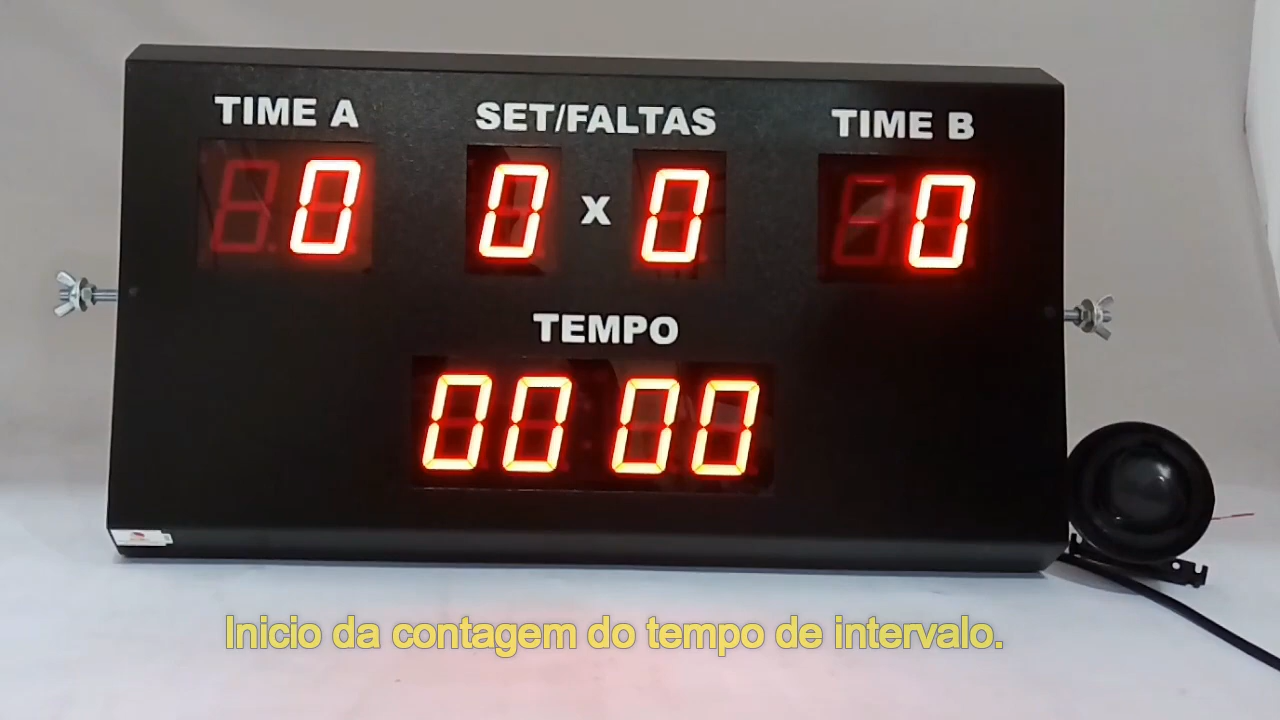 TIME A SET/FALTAS TIME B
0 0 x 0 0
TEMPO
00 00
Inicio da contagem do tempo de intervalo.